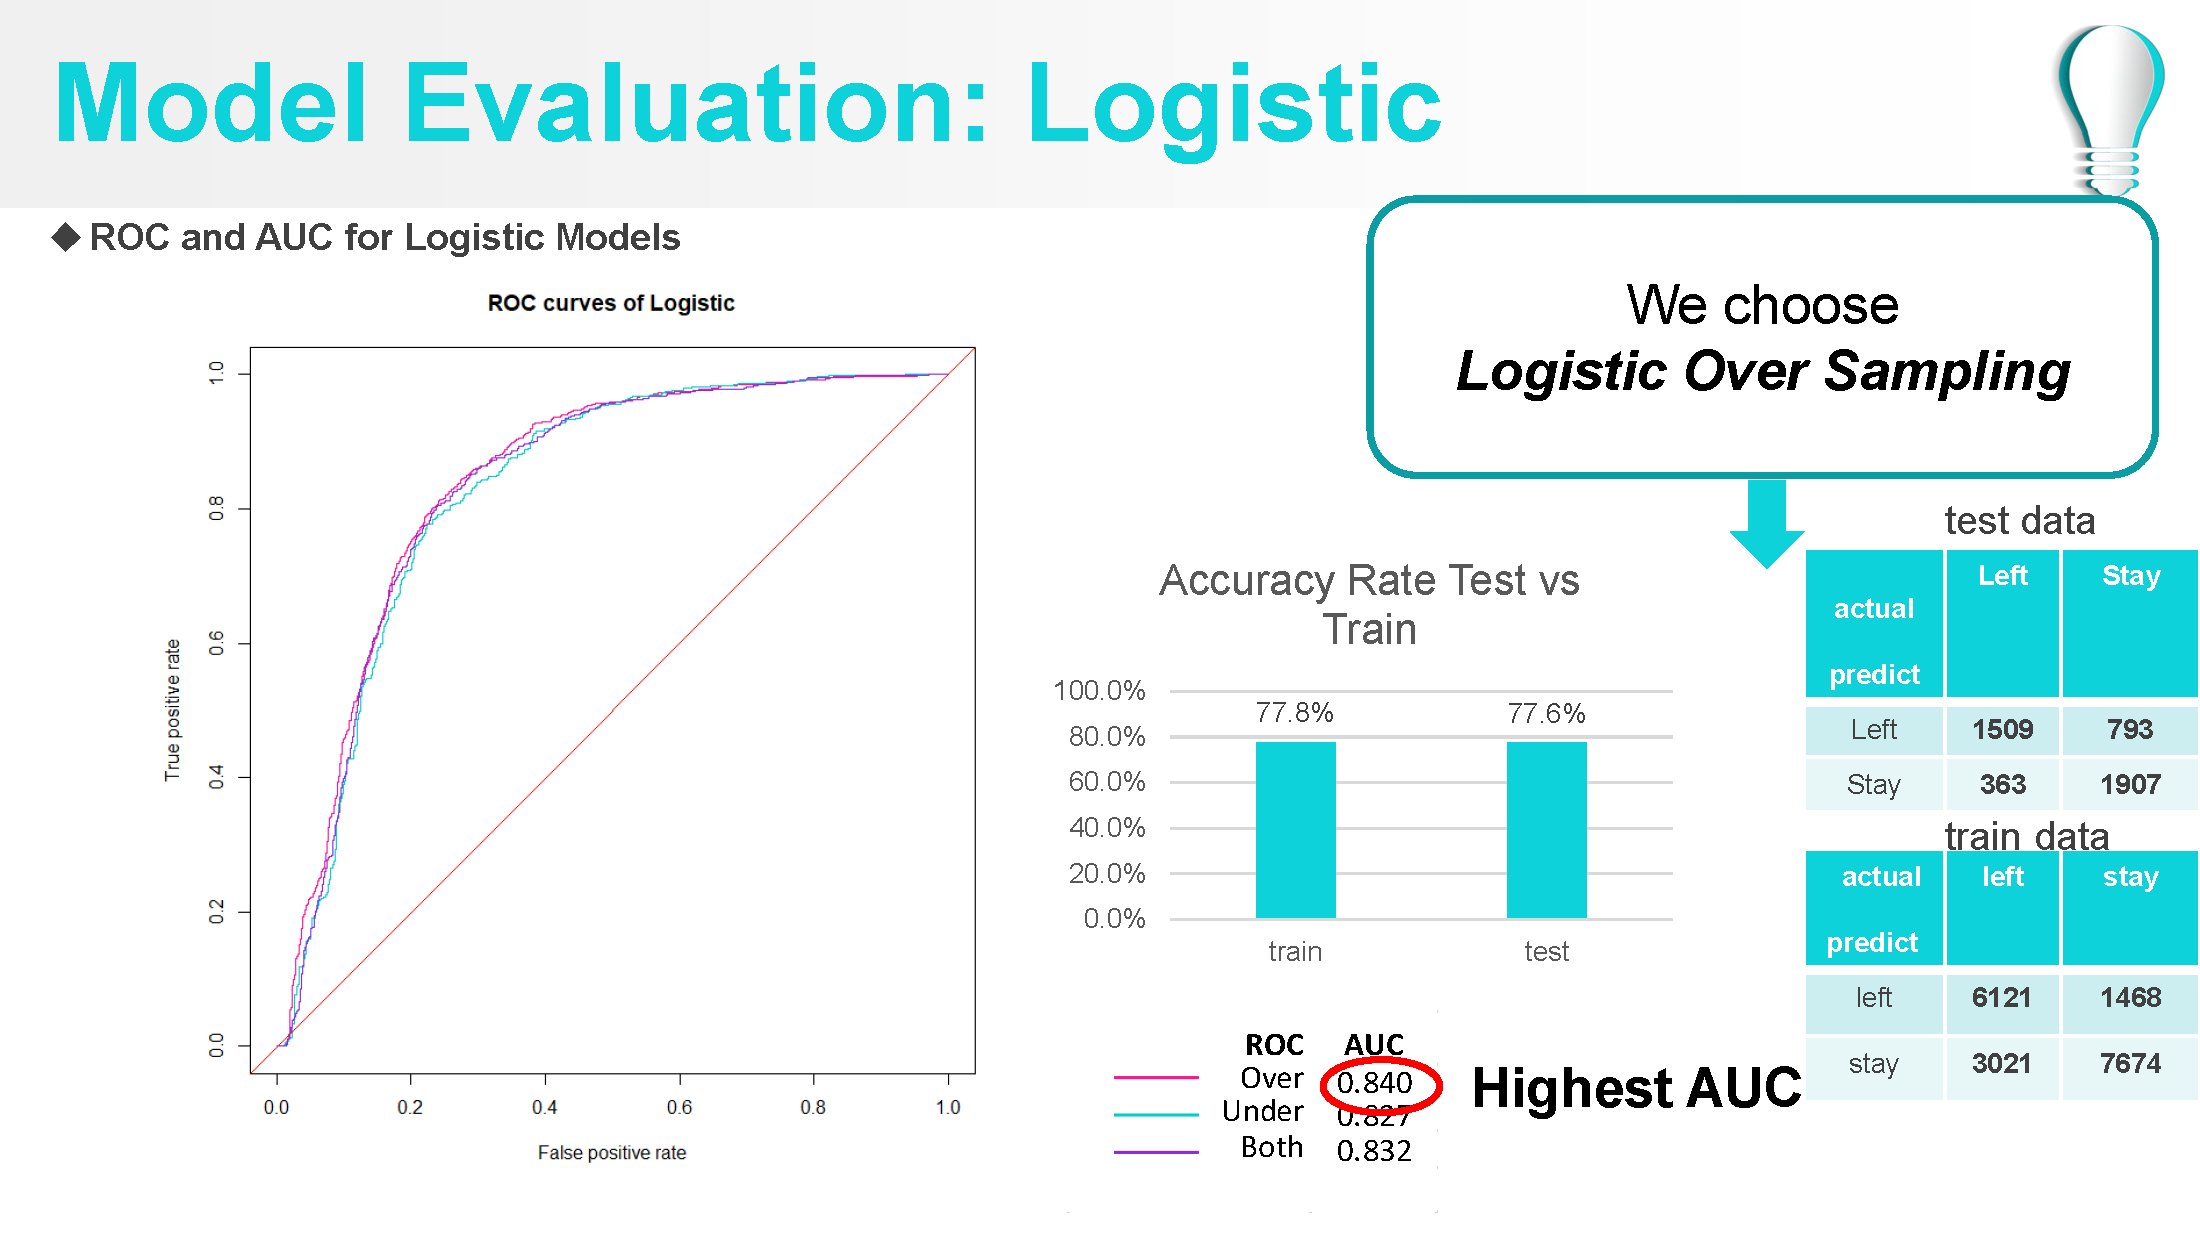 Model Evaluation: Logistic
◆ ROC and AUC for Logistic Models
ROC curves of Logistic
True positive rate
1.0
0.8
0.6
0.4
0.2
0.0
0.0 0.2 0.4 0.6 0.8 1.0
False positive rate
We choose
Logistic Over Sampling
Accuracy Rate Test vs
Train
100.0%
80.0%
60.0%
40.0%
20.0%
0.0%
77.8% 77.6%
train test
ROC AUC
Over 0.840
Under 0.827
Both 0.832
Highest AUC
test data
Left Stay
actual
predict
Left 1509 793
Stay 363 1907
train data
actual left stay
predict
left 6121 1468
stay 3021 7674